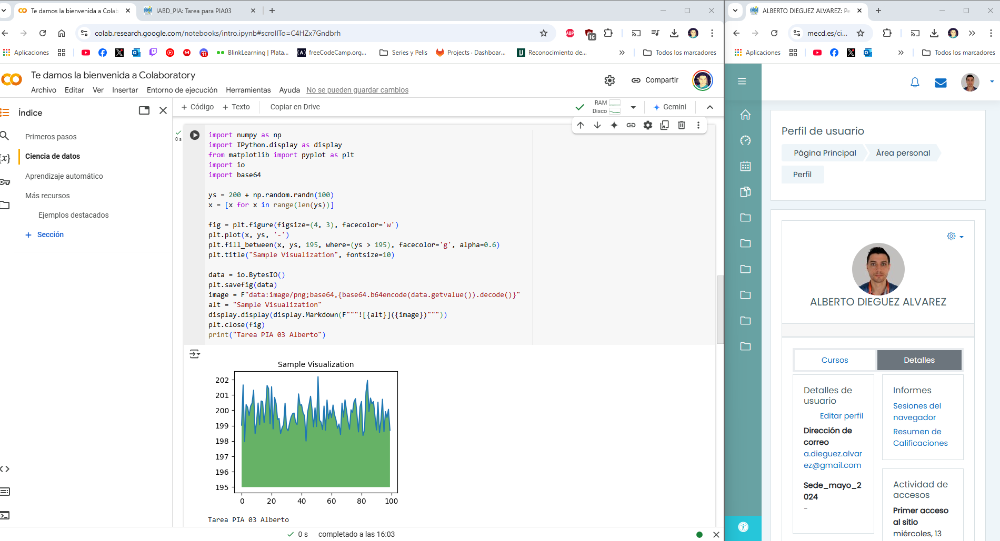 Te damos la bienvenida a Colab
IABD_PIA: Tarea para PIA03
colab.research.google.com/notebooks/intro.ipynb#scrollTo=C4HZx7Gndbrh
ABP
16
Aplicaciones
11
BlinkLearning | Plata...
freeCodeCamp.org...
Series y Pelis
Projects · Dashboar...
Reconocimiento de...
Todos los marcadores
Te damos la bienvenida a Colaboratory
Compartir
Archivo Editar Ver Insertar Entorno de ejecución Herramientas Ayuda No se pueden guardar cambios
Índice
Primeros pasos
Ciencia de datos
Aprendizaje automático
Más recursos
Ejemplos destacados
+ Sección
+ Código + Texto Copiar en Drive
RAM
Disco
Gemini
0 s
import numpy as np
import IPython.display as display
from matplotlib import pyplot as plt
import io
import base64
ys = 200 + np.random.randn(100)
x = [x for x in range(len(ys))]
fig = plt.figure(figsize=(4, 3), facecolor='w')
plt.plot(x, ys, '-')
plt.fill_between(x, ys, 195, where=(ys > 195), facecolor='g', alpha=0.6)
plt.title("Sample Visualization", fontsize=10)
data = io.BytesIO()
plt.savefig(data)
image = F"data:image/png;base64,{base64.b64encode(data.getvalue()).decode()}"
alt = "Sample Visualization"
display.display(display.Markdown(F"""![{alt}]({image})"""))
plt.close(fig)
print("Tarea PIA 03 Alberto")
Sample Visualization
202
201
200
199
198
197
196
195
0 20 40 60 80 100
Tarea PIA 03 Alberto
0 s completado a las 16:03
ALBERTO DIEGUEZ ALVAREZ: Pe
mecd.es/ci...
Aplicaciones
Todos los marcadores
Perfil de usuario
Página Principal
Área personal
Perfil
ALBERTO DIEGUEZ ALVAREZ
Cursos
Detalles
Detalles de
usuario
Editar perfil
Dirección de
correo
a.dieguez.alvar
ez@gmail.com
Sede_mayo_2
024
-
Informes
Sesiones del
navegador
Resumen de
Calificaciones
Actividad de
accesos
Primer acceso
al sitio
miércoles, 13